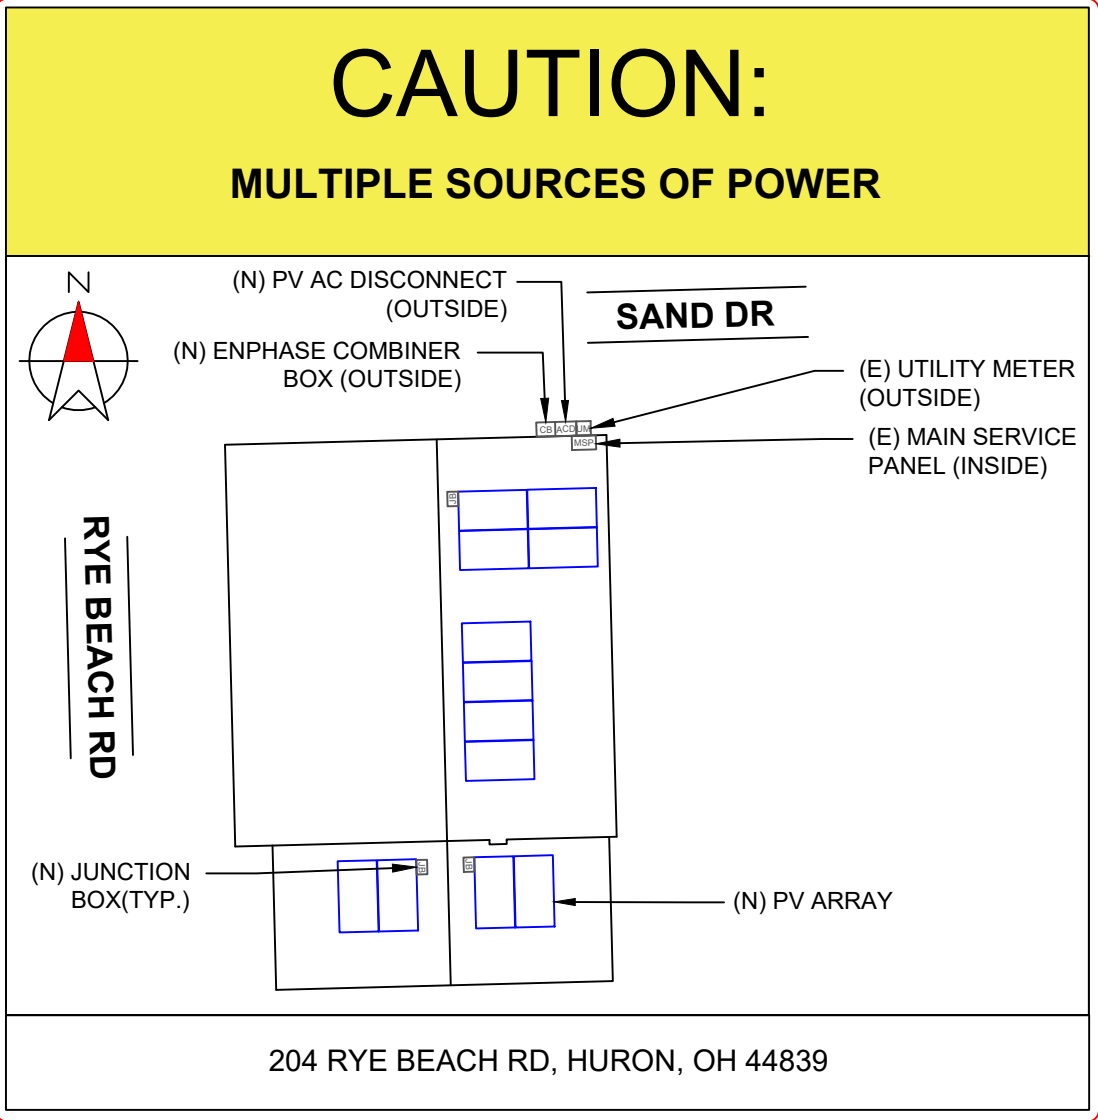 CAUTION:
MULTIPLE SOURCES OF POWER
N
(N) PV AC DISCONNECT
(OUTSIDE)
SAND DR
(N) ENPHASE COMBINER
BOX (OUTSIDE)
(E) UTILITY METER
(OUTSIDE)
CB ACD UM
(E) MAIN SERVICE
PANEL (INSIDE)
MSP
JB
RYE BEACH RD
(N) JUNCTION
BOX(TYP.)
JB
JB
(N) PV ARRAY
204 RYE BEACH RD, HURON, OH 44839